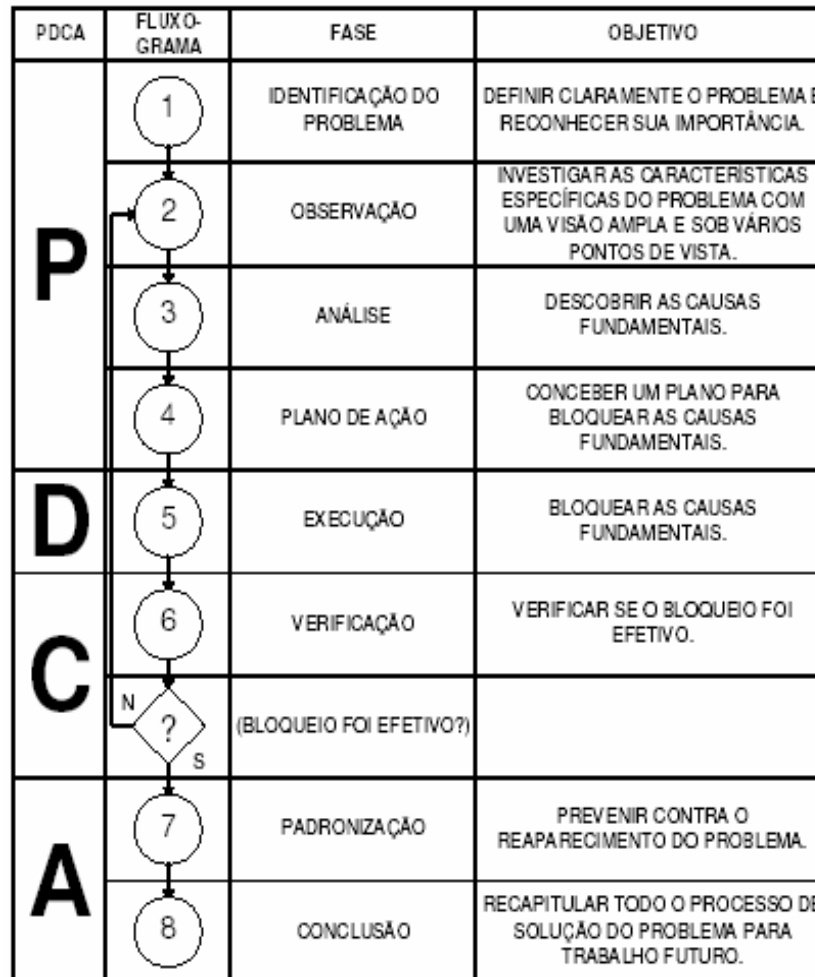 PDCA
FLUXO-
GRAMA
FASE
OBJETIVO
P
1
IDENTIFICAÇÃO DO
PROBLEMA
DEFINIR CLARAMENTE O PROBLEMA E
RECONHECER SUA IMPORTÂNCIA.
2
OBSERVAÇÃO
INVESTIGAR AS CARACTERÍSTICAS
ESPECÍFICAS DO PROBLEMA COM
UMA VISÃO AMPLA E SOB VÁRIOS
PONTOS DE VISTA.
3
ANÁLISE
DESCOBRIR AS CAUSAS
FUNDAMENTAIS.
4
PLANO DE AÇÃO
CONCEBER UM PLANO PARA
BLOQUEAR AS CAUSAS
FUNDAMENTAIS.
D
5
EXECUÇÃO
BLOQUEAR AS CAUSAS
FUNDAMENTAIS.
C
6
VERIFICAÇÃO
VERIFICAR SE O BLOQUEIO FOI
EFETIVO.
N
?
S
(BLOQUEIO FOI EFETIVO?)
A
7
PADRONIZAÇÃO
PREVENIR CONTRA O
REAPARECIMENTO DO PROBLEMA.
8
CONCLUSÃO
RECAPITULAR TODO O PROCESSO DE
SOLUÇÃO DO PROBLEMA PARA
TRABALHO FUTURO.